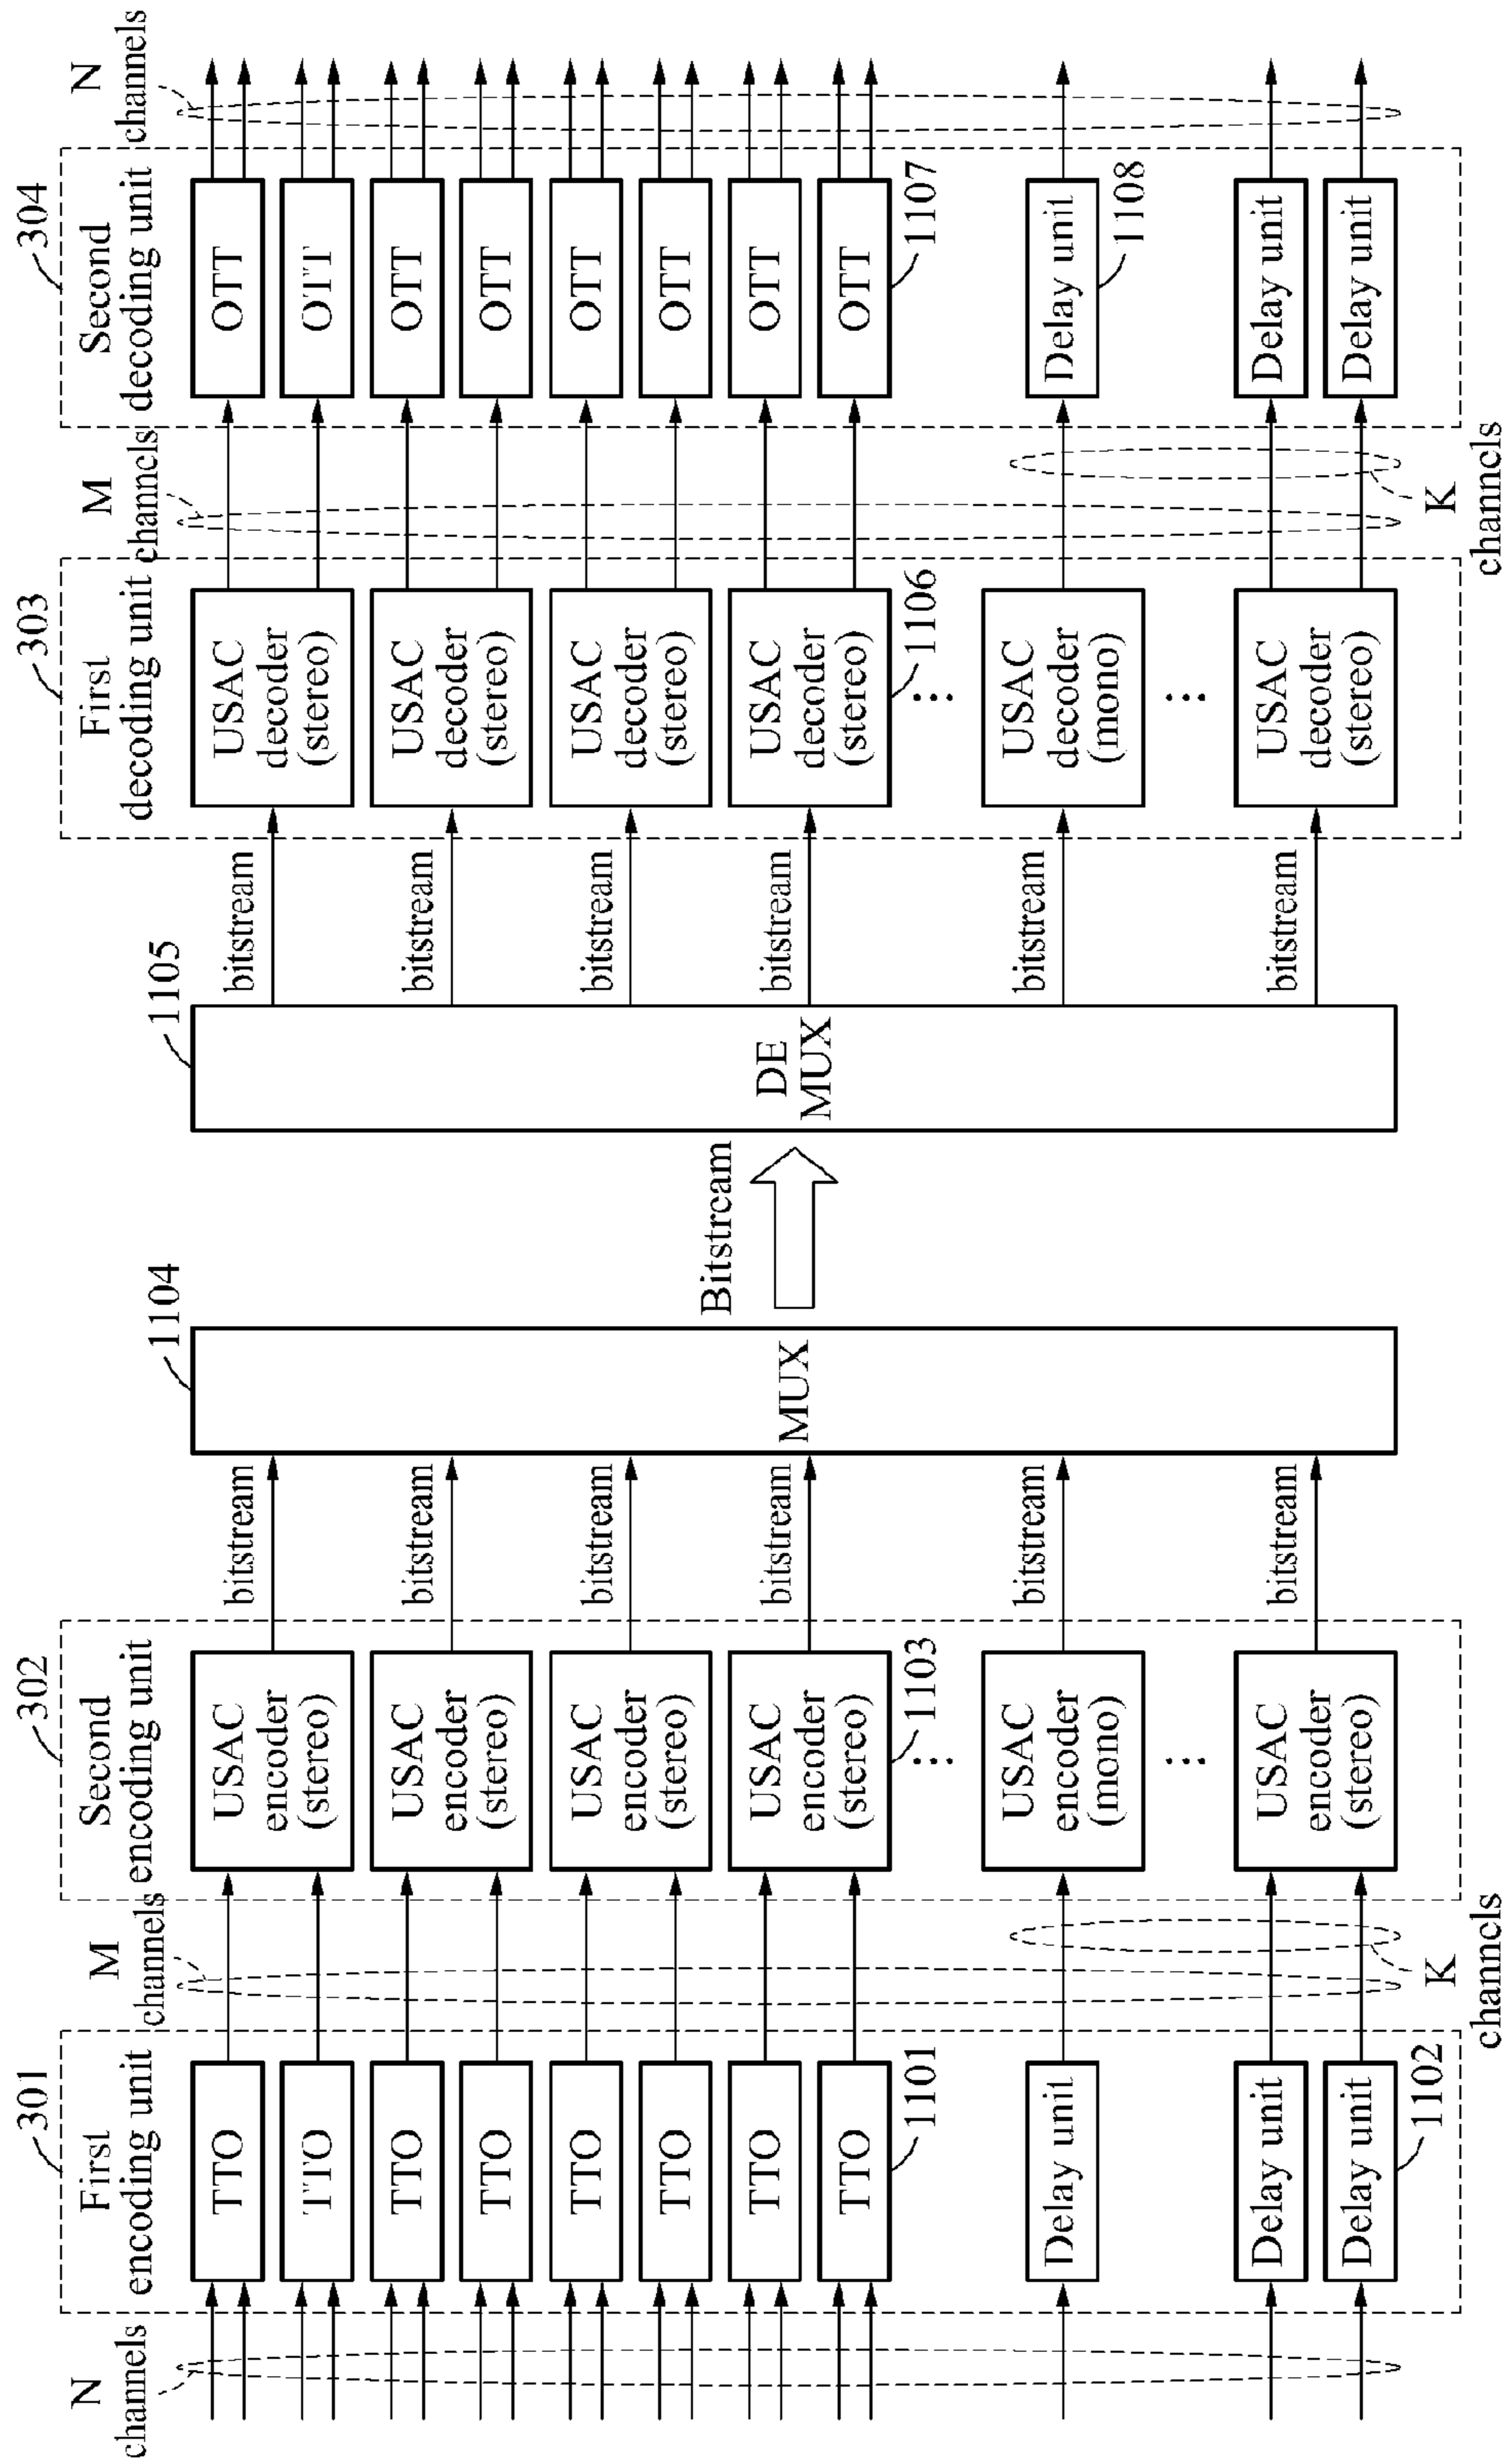 N
channels
301
First
encoding unit
TTO
TTO
TTO
TTO
TTO
TTO
TTO
TTO
1101
Delay unit
Delay unit
Delay unit
1102
M
channels
K
channels
302
Second
encoding unit
USAC
encoder
(stereo)
USAC
encoder
(stereo)
USAC
encoder
(stereo)
USAC
encoder
(stereo)
1103
⋮
USAC
encoder
(mono)
⋮
USAC
encoder
(stereo)
bitstream
bitstream
bitstream
bitstream
bitstream
bitstream
1104
MUX
Bitstream
1105
DE
MUX
bitstream
bitstream
bitstream
bitstream
bitstream
bitstream
303
First
decoding unit
USAC
decoder
(stereo)
USAC
decoder
(stereo)
USAC
decoder
(stereo)
USAC
decoder
(stereo)
1106
⋮
USAC
decoder
(mono)
⋮
USAC
decoder
(stereo)
M
channels
K
channels
304
Second
decoding unit
OTT
OTT
OTT
OTT
OTT
OTT
OTT
OTT
1107
Delay unit
1108
Delay unit
Delay unit
N
channels